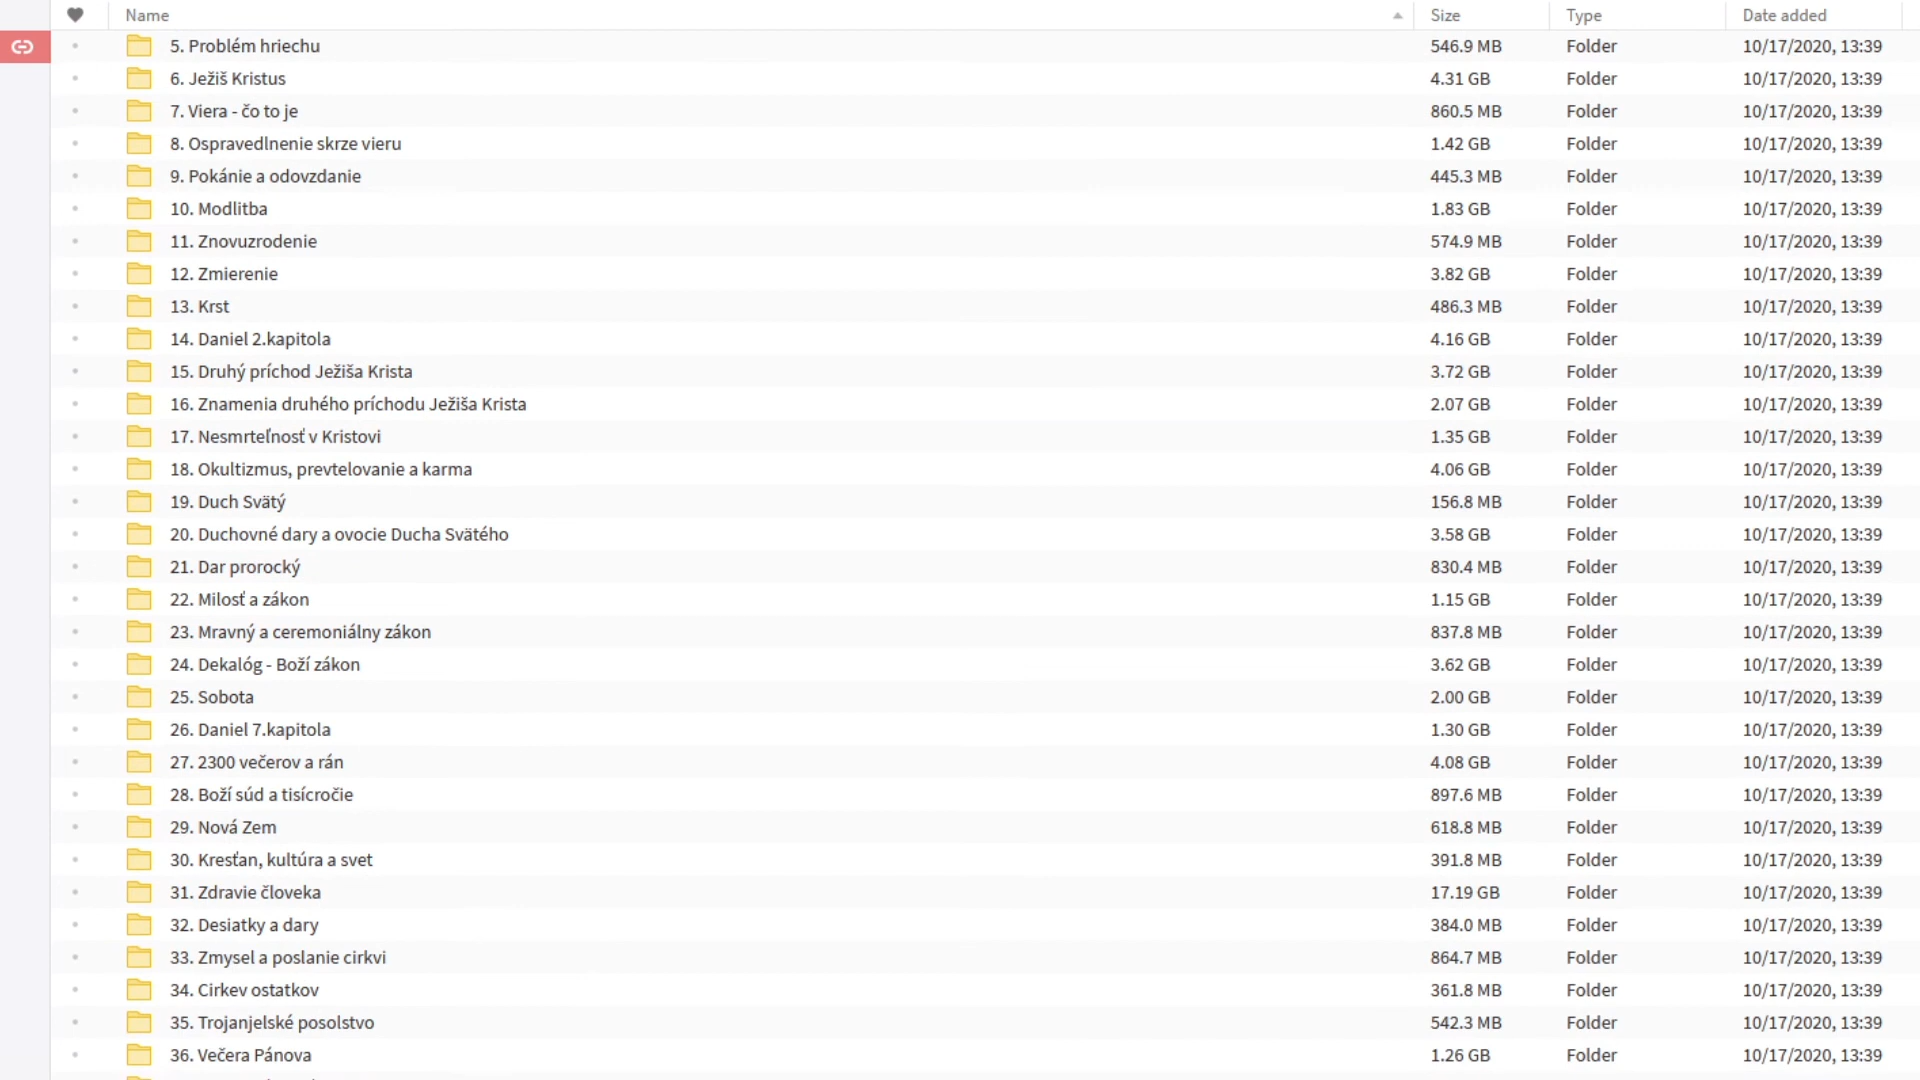 Name Size Type Date added
5. Problém hriechu 546.9 MB Folder 10/17/2020, 13:39
6. Ježiš Kristus 4.31 GB Folder 10/17/2020, 13:39
7. Viera - čo to je 860.5 MB Folder 10/17/2020, 13:39
8. Ospravedlnenie skrze vieru 1.42 GB Folder 10/17/2020, 13:39
9. Pokánie a odovzdanie 445.3 MB Folder 10/17/2020, 13:39
10. Modlitba 1.83 GB Folder 10/17/2020, 13:39
11. Znovuzrodenie 574.9 MB Folder 10/17/2020, 13:39
12. Zmierenie 3.82 GB Folder 10/17/2020, 13:39
13. Krst 486.3 MB Folder 10/17/2020, 13:39
14. Daniel 2.kapitola 4.16 GB Folder 10/17/2020, 13:39
15. Druhý príchod Ježiša Krista 3.72 GB Folder 10/17/2020, 13:39
16. Znamenia druhého príchodu Ježiša Krista 2.07 GB Folder 10/17/2020, 13:39
17. Nesmrteľnosť v Kristovi 1.35 GB Folder 10/17/2020, 13:39
18. Okultizmus, prevtelovanie a karma 4.06 GB Folder 10/17/2020, 13:39
19. Duch Svätý 156.8 MB Folder 10/17/2020, 13:39
20. Duchovné dary a ovocie Ducha Svätého 3.58 GB Folder 10/17/2020, 13:39
21. Dar prorocký 830.4 MB Folder 10/17/2020, 13:39
22. Milosť a zákon 1.15 GB Folder 10/17/2020, 13:39
23. Mravný a ceremoniálny zákon 837.8 MB Folder 10/17/2020, 13:39
24. Dekalóg - Boží zákon 3.62 GB Folder 10/17/2020, 13:39
25. Sobota 2.00 GB Folder 10/17/2020, 13:39
26. Daniel 7.kapitola 1.30 GB Folder 10/17/2020, 13:39
27. 2300 večerov a rán 4.08 GB Folder 10/17/2020, 13:39
28. Boží súd a tisícročie 897.6 MB Folder 10/17/2020, 13:39
29. Nová Zem 618.8 MB Folder 10/17/2020, 13:39
30. Kresťan, kultúra a svet 391.8 MB Folder 10/17/2020, 13:39
31. Zdravie človeka 17.19 GB Folder 10/17/2020, 13:39
32. Desiatky a dary 384.0 MB Folder 10/17/2020, 13:39
33. Zmysel a poslanie cirkvi 864.7 MB Folder 10/17/2020, 13:39
34. Cirkev ostatkov 361.8 MB Folder 10/17/2020, 13:39
35. Trojanjelské posolstvo 542.3 MB Folder 10/17/2020, 13:39
36. Večera Pánova 1.26 GB Folder 10/17/2020, 13:39